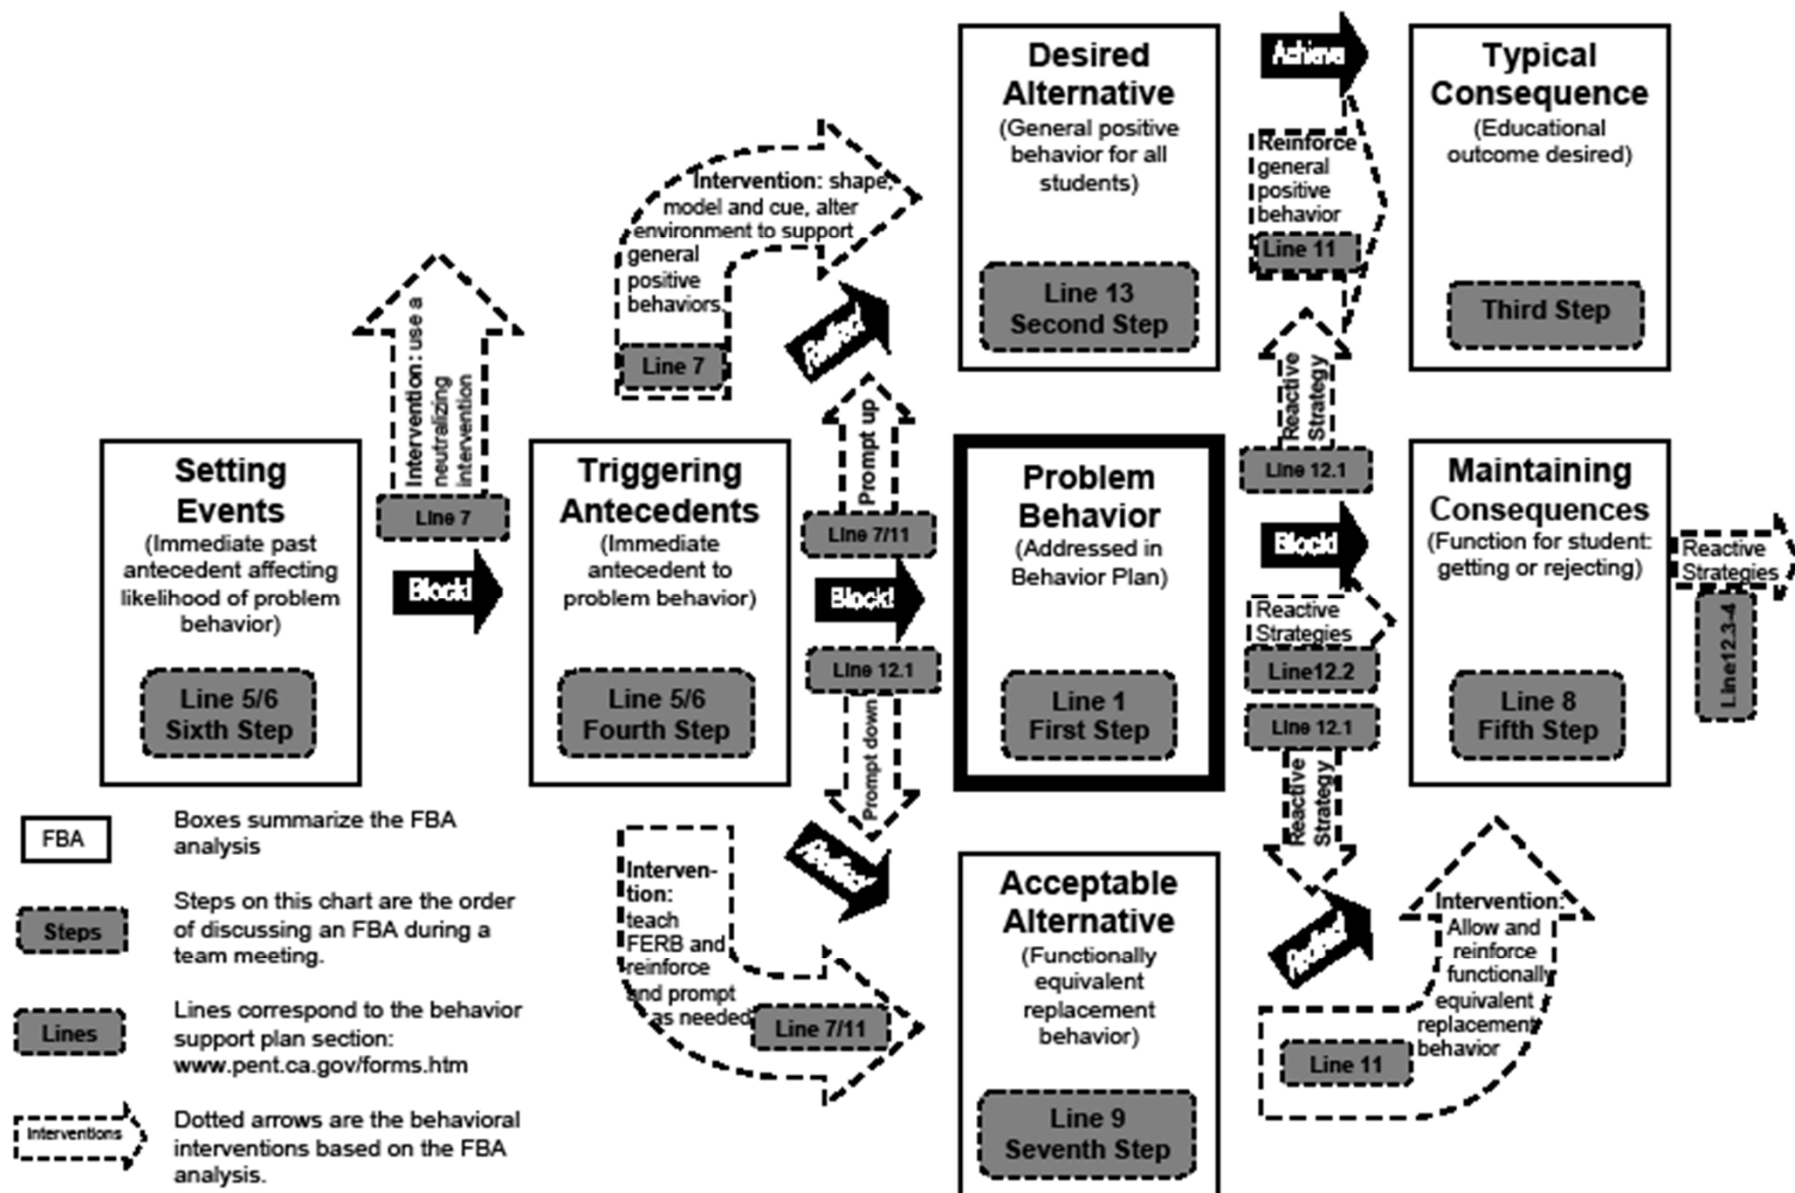 Desired
Alternative
(General positive
behavior for all
students)
Line 13
Second Step
Achieve
Reinforce
general
positive
behavior
Line 11
Typical
Consequence
(Educational
outcome desired)
Third Step
Intervention: shape,
model and cue, alter
environment to support
general
positive
behaviors.
Line 7
Intervention: use a
neutralizing
intervention
Line 7
Block!
Setting
Events
(Immediate past
antecedent affecting
likelihood of problem
behavior)
Line 5/6
Sixth Step
Triggering
Antecedents
(Immediate
antecedent to
problem behavior)
Line 5/6
Fourth Step
Prompt up
Line 7/11
Block!
Line 12.1
Prompt down
Problem
Behavior
(Addressed in
Behavior Plan)
Line 1
First Step
Reactive
Strategy
Line 12.1
Block!
Reactive
Strategies
Line12.2
Line 12.1
Reactive
Strategy
Maintaining
Consequences
(Function for student:
getting or rejecting)
Line 8
Fifth Step
Reactive
Strategies
Line12.3-4
Interven-
tion:
teach
FERB and
reinforce
and prompt
as needed
Line 7/11
Acceptable
Alternative
(Functionally
equivalent
replacement
behavior)
Line 9
Seventh Step
Intervention:
Allow and
reinforce
functionally
equivalent
replacement
behavior
Line 11
FBA
Boxes summarize the FBA
analysis
Steps
Steps on this chart are the order
of discussing an FBA during a
team meeting.
Lines
Lines correspond to the behavior
support plan section:
www.pent.ca.gov/forms.htm
Interventions
Dotted arrows are the behavioral
interventions based on the FBA
analysis.